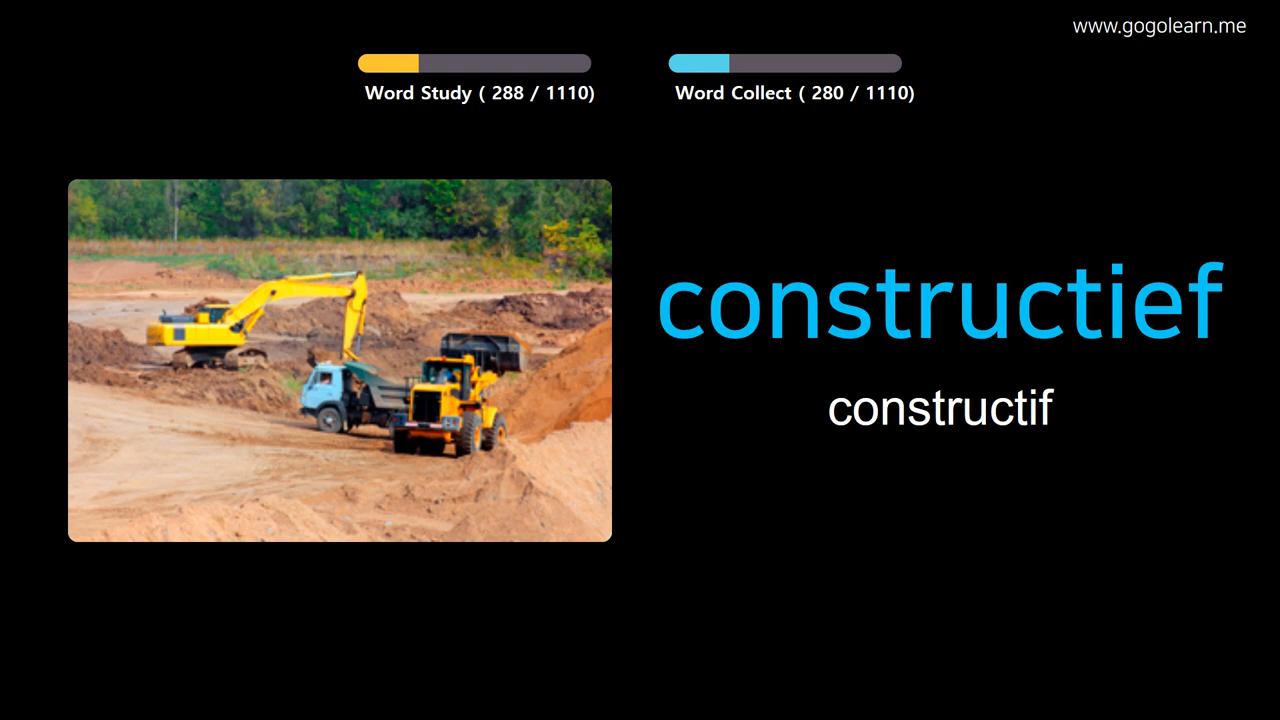 www.gogolearn.me
Word Study ( 288 / 1110)
Word Collect ( 280 / 1110)
constructief
constructif